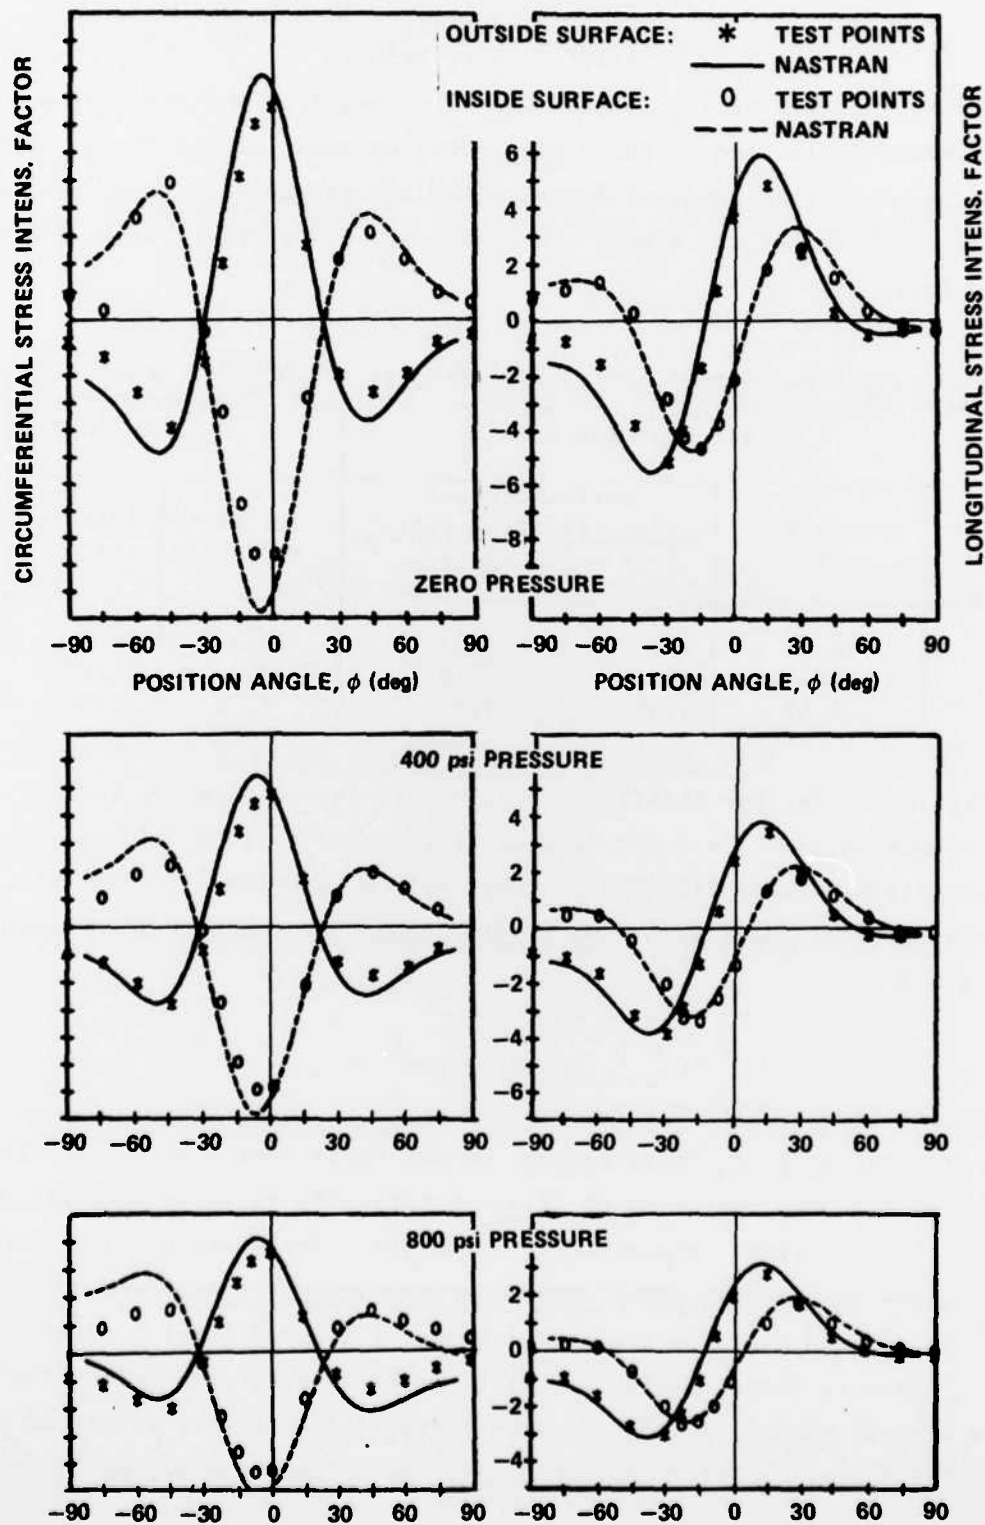 OUTSIDE SURFACE: * TEST POINTS
NASTRAN
INSIDE SURFACE: O TEST POINTS
NASTRAN
CIRCUMFERENTIAL STRESS INTENS. FACTOR
6
4
2
0
−2
−4
−6
−8
LONGITUDINAL STRESS INTENS. FACTOR
ZERO PRESSURE
−90 −60 −30 0 30 60 90
−90 −60 −30 0 30 60 90
POSITION ANGLE, ϕ (deg)
POSITION ANGLE, ϕ (deg)
400 psi PRESSURE
4
2
0
−2
−4
−6
−90 −60 −30 0 30 60 90
−90 −60 −30 0 30 60 90
800 psi PRESSURE
2
0
−2
−4
−90 −60 −30 0 30 60 90
−90 −60 −30 0 30 60 90